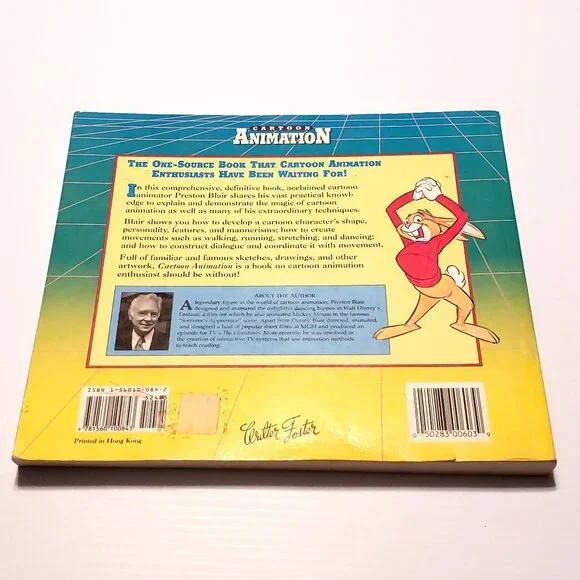 CARTOON
ANIMATION
THE ONE-SOURCE BOOK THAT CARTOON ANIMATION
ENTHUSIASTS HAVE BEEN WAITING FOR!
In this comprehensive, definitive book, acclaimed cartoon
animator Preston Blair shares his vast practical knowl-
edge to explain and demonstrate the magic of cartoon
animation as well as many of his extraordinary techniques.
Blair shows you how to develop a cartoon character's shape,
personality, features, and mannerisms; how to create
movements such as walking, running, stretching, and dancing;
and how to construct dialogue and coordinate it with movement.
Full of familiar and famous sketches, drawings, and other
artwork, Cartoon Animation is a book no cartoon animation
enthusiast should be without!
ABOUT THE AUTHOR
A legendary figure in the world of cartoon animation, Preston Blair
designed and animated the delightful dancing hippos in Walt Disney's
Fantasia, a film for which he also animated Mickey Mouse in the famous
"Sorcerer's Apprentice" scene. Apart from Disney, Blair directed, animated,
and designed a host of popular short films at MGM and produced an
episode for TV's The Flintstones. More recently, he was involved in
the creation of interactive TV systems that use animation methods
to teach reading.
ISBN 1-56010-084-2
9 781560 100843
Printed in Hong Kong
Walter Foster
0 50283 00603 9